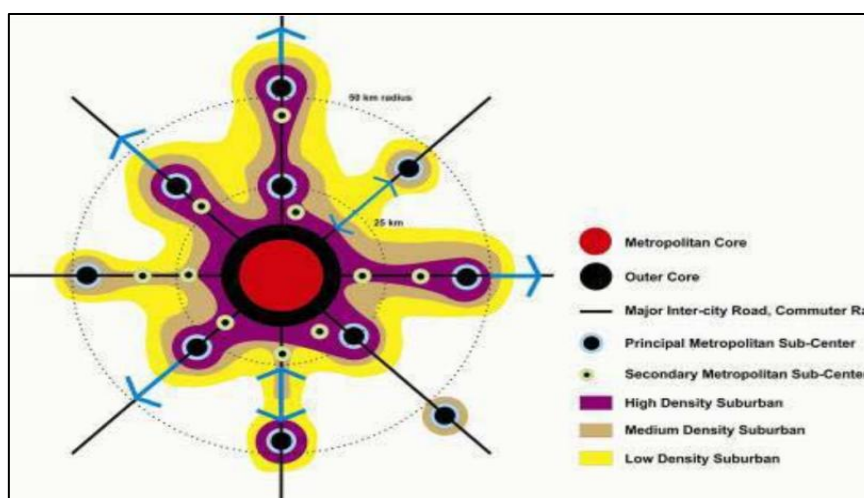 50 km radius
25 km
Metropolitan Core
Outer Core
Major Inter-city Road, Commuter Ra
Principal Metropolitan Sub-Center
Secondary Metropolitan Sub-Center
High Density Suburban
Medium Density Suburban
Low Density Suburban